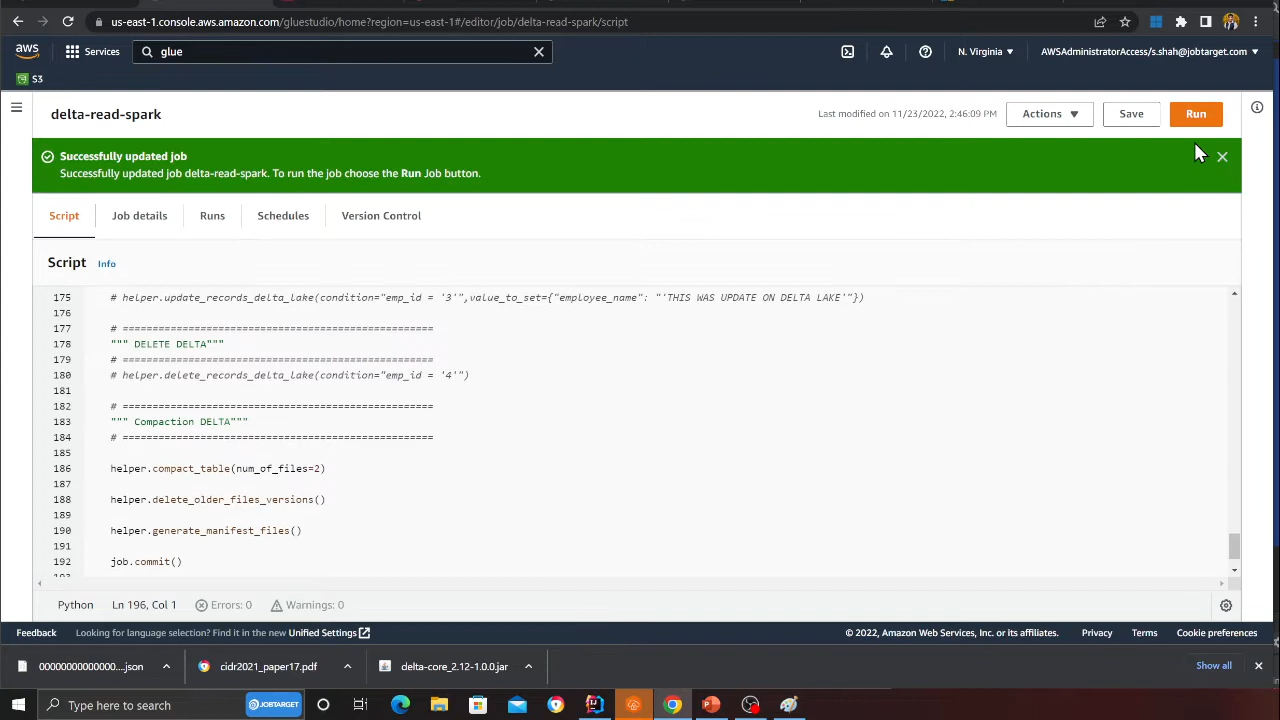 us-east-1.console.aws.amazon.com/gluestudio/home?region=us-east-1#/editor/job/delta-read-spark/script
aws
Services
glue
N. Virginia
AWSAdministratorAccess/s.shah@jobtarget.com
S3
delta-read-spark
Last modified on 11/23/2022, 2:46:09 PM
Actions
Save
Run
Successfully updated job
Successfully updated job delta-read-spark. To run the job choose the Run Job button.
Script
Job details
Runs
Schedules
Version Control
Script
Info
175 # helper.update_records_delta_lake(condition="emp_id = '3'",value_to_set={"employee_name": "'THIS WAS UPDATE ON DELTA LAKE'"})
176
177 # ====================================================
178 """ DELETE DELTA"""
179 # ====================================================
180 # helper.delete_records_delta_lake(condition="emp_id = '4'")
181
182 # ====================================================
183 """ Compaction DELTA"""
184 # ====================================================
185
186 helper.compact_table(num_of_files=2)
187
188 helper.delete_older_files_versions()
189
190 helper.generate_manifest_files()
191
192 job.commit()
193
Python
Ln 196, Col 1
Errors: 0
Warnings: 0
Feedback
Looking for language selection? Find it in the new Unified Settings
© 2022, Amazon Web Services, Inc. or its affiliates.
Privacy
Terms
Cookie preferences
00000000000000....json
cidr2021_paper17.pdf
delta-core_2.12-1.0.0.jar
Show all
Type here to search
JOBTARGET